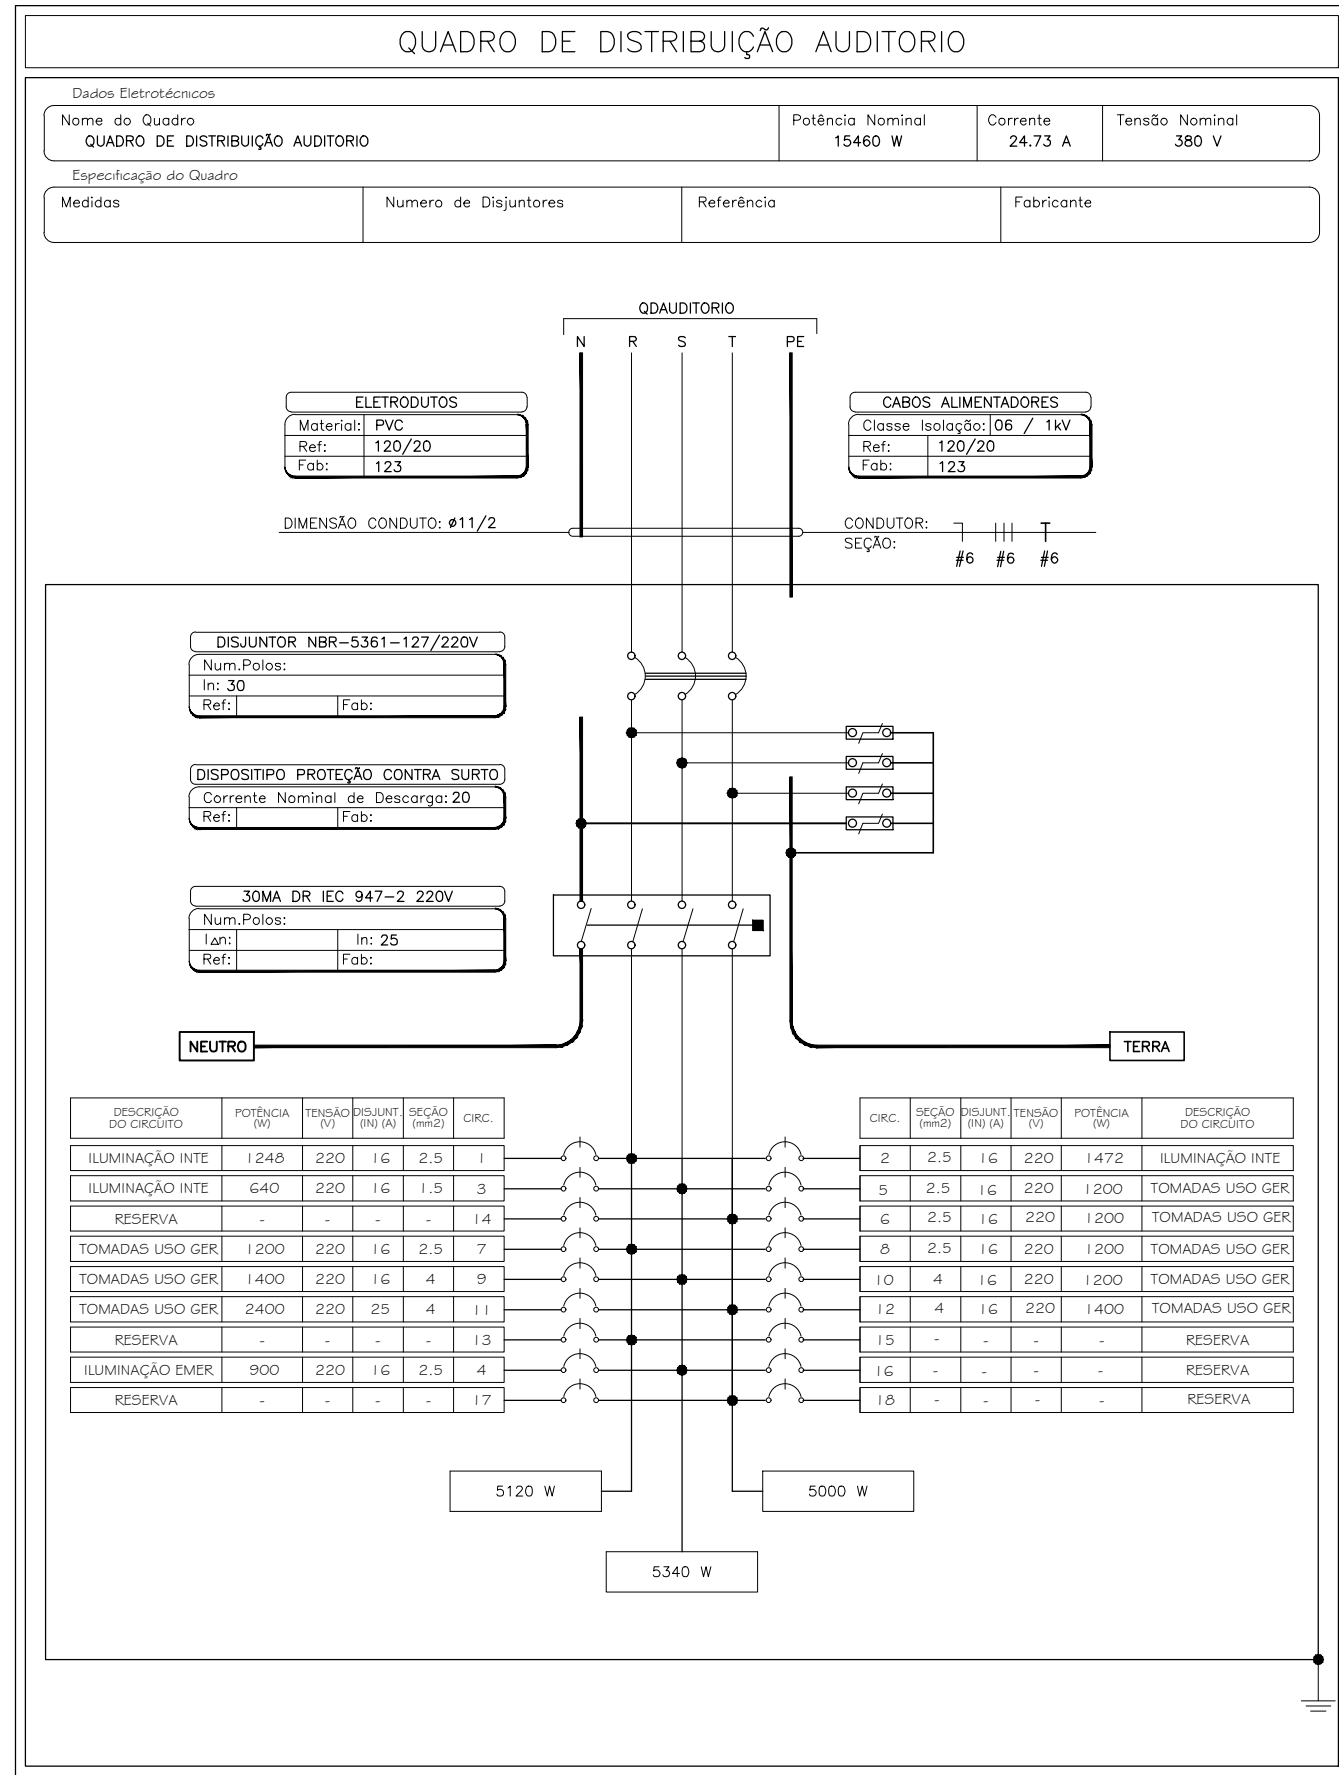 QUADRO DE DISTRIBUIÇÃO AUDITORIO
Dados Eletrotécnicos
Nome do Quadro Potência Nominal Corrente Tensão Nominal
QUADRO DE DISTRIBUIÇÃO AUDITORIO 15460 W 24.73 A 380 V
Especificação do Quadro
Medidas Numero de Disjuntores Referência Fabricante
QDAUDITORIO
N R S T PE
ELETRODUTOS
Material: PVC
Ref: 120/20
Fab: 123
CABOS ALIMENTADORES
Classe Isolação: 06 / 1kV
Ref: 120/20
Fab: 123
DIMENSÃO CONDUTO: ø11/2
CONDUTOR:
SEÇÃO:
#6 #6 #6
DISJUNTOR NBR-5361-127/220V
Num.Polos:
In: 30
Ref: Fab:
DISPOSITIPO PROTEÇÃO CONTRA SURTO
Corrente Nominal de Descarga: 20
Ref: Fab:
30MA DR IEC 947-2 220V
Num.Polos:
I△n: In: 25
Ref: Fab:
NEUTRO
TERRA
DESCRIÇÃO DO CIRCUITO POTÊNCIA (W) TENSÃO (V) DISJUNT. (IN) (A) SEÇÃO (mm2) CIRC.
ILUMINAÇÃO INTE 1248 220 16 2.5 1
ILUMINAÇÃO INTE 640 220 16 1.5 3
RESERVA - - - - 14
TOMADAS USO GER 1200 220 16 2.5 7
TOMADAS USO GER 1400 220 16 4 9
TOMADAS USO GER 2400 220 25 4 11
RESERVA - - - - 13
ILUMINAÇÃO EMER 900 220 16 2.5 4
RESERVA - - - - 17
CIRC. SEÇÃO (mm2) DISJUNT. (IN) (A) TENSÃO (V) POTÊNCIA (W) DESCRIÇÃO DO CIRCUITO
2 2.5 16 220 1472 ILUMINAÇÃO INTE
5 2.5 16 220 1200 TOMADAS USO GER
6 2.5 16 220 1200 TOMADAS USO GER
8 2.5 16 220 1200 TOMADAS USO GER
10 4 16 220 1200 TOMADAS USO GER
12 4 16 220 1400 TOMADAS USO GER
15 - - - - RESERVA
16 - - - - RESERVA
18 - - - - RESERVA
5120 W
5000 W
5340 W